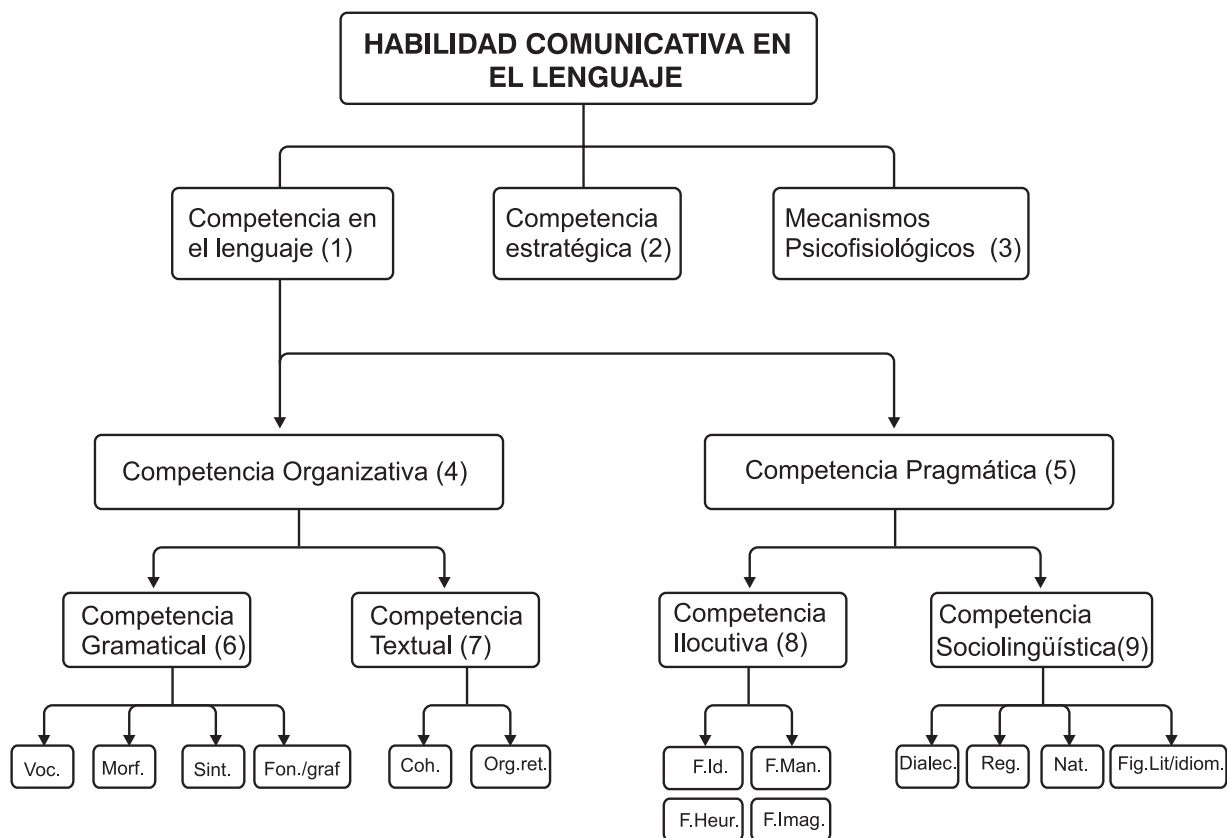 HABILIDAD COMUNICATIVA EN
EL LENGUAJE
Competencia en
el lenguaje (1)
Competencia
estratégica (2)
Mecanismos
Psicofisiológicos (3)
Competencia Organizativa (4)
Competencia Pragmática (5)
Competencia
Gramatical (6)
Competencia
Textual (7)
Competencia
Ilocutiva (8)
Competencia
Sociolingüística(9)
Voc.
Morf.
Sint.
Fon./graf
Coh.
Org.ret.
F.Id.
F.Man.
F.Heur.
F.Imag.
Dialec.
Reg.
Nat.
Fig.Lit/idiom.